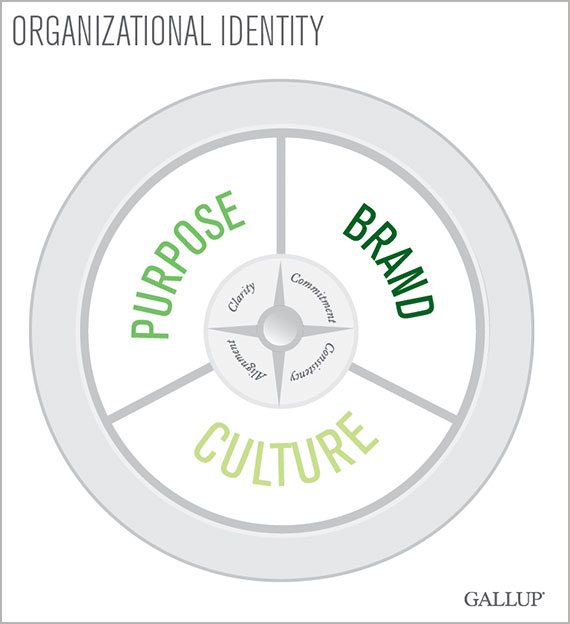 ORGANIZATIONAL IDENTITY
PURPOSE
BRAND
Clarity
Commitment
Alignment
Consistency
CULTURE
GALLUP®